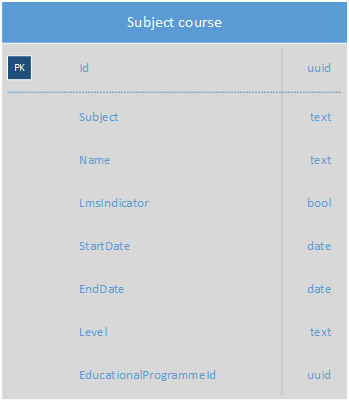 Subject course
PK Id uuid
Subject text
Name text
LmsIndicator bool
StartDate date
EndDate date
Level text
EducationalProgrammeId uuid